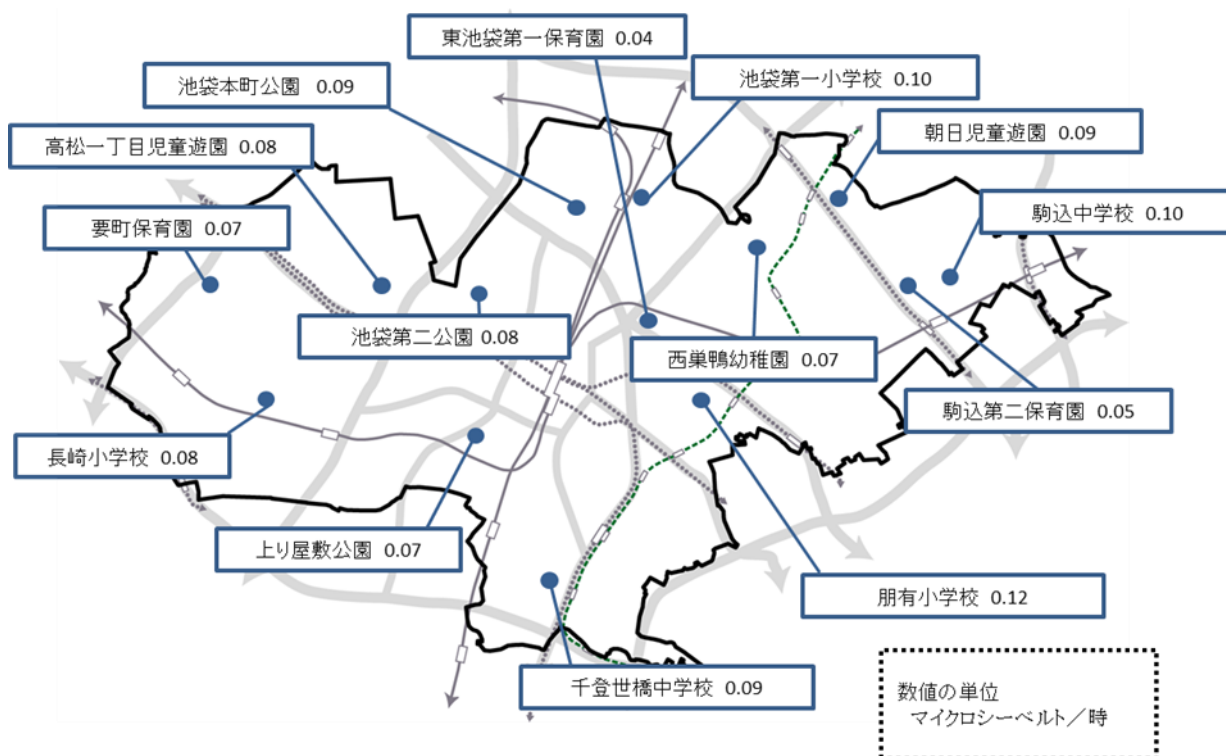 東池袋第一保育園 0.04
池袋第一小学校 0.10
池袋本町公園 0.09
朝日児童遊園 0.09
高松一丁目児童遊園 0.08
駒込中学校 0.10
要町保育園 0.07
池袋第二公園 0.08
西巣鴨幼稚園 0.07
駒込第二保育園 0.05
長崎小学校 0.08
上り屋敷公園 0.07
朋有小学校 0.12
千登世橋中学校 0.09
数値の単位
マイクロシーベルト／時